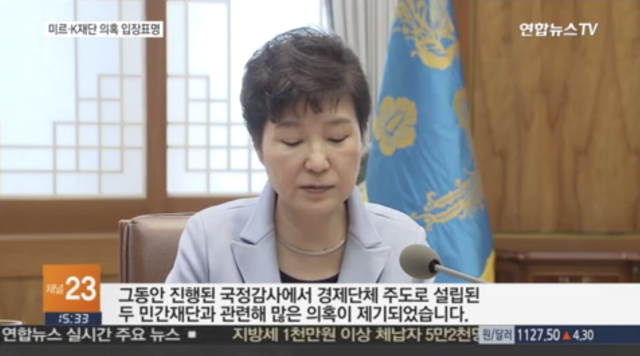 미르·K재단 의혹 입장표명
연합뉴스TV
채널 23
그동안 진행된 국정감사에서 경제단체 주도로 설립된
두 민간재단과 관련해 많은 의혹이 제기되었습니다.
15:33
연합뉴스 실시간 주요 뉴스
지방세 1천만원 이상 체납자 5만2천
원/달러 1127.50 ▲4.30